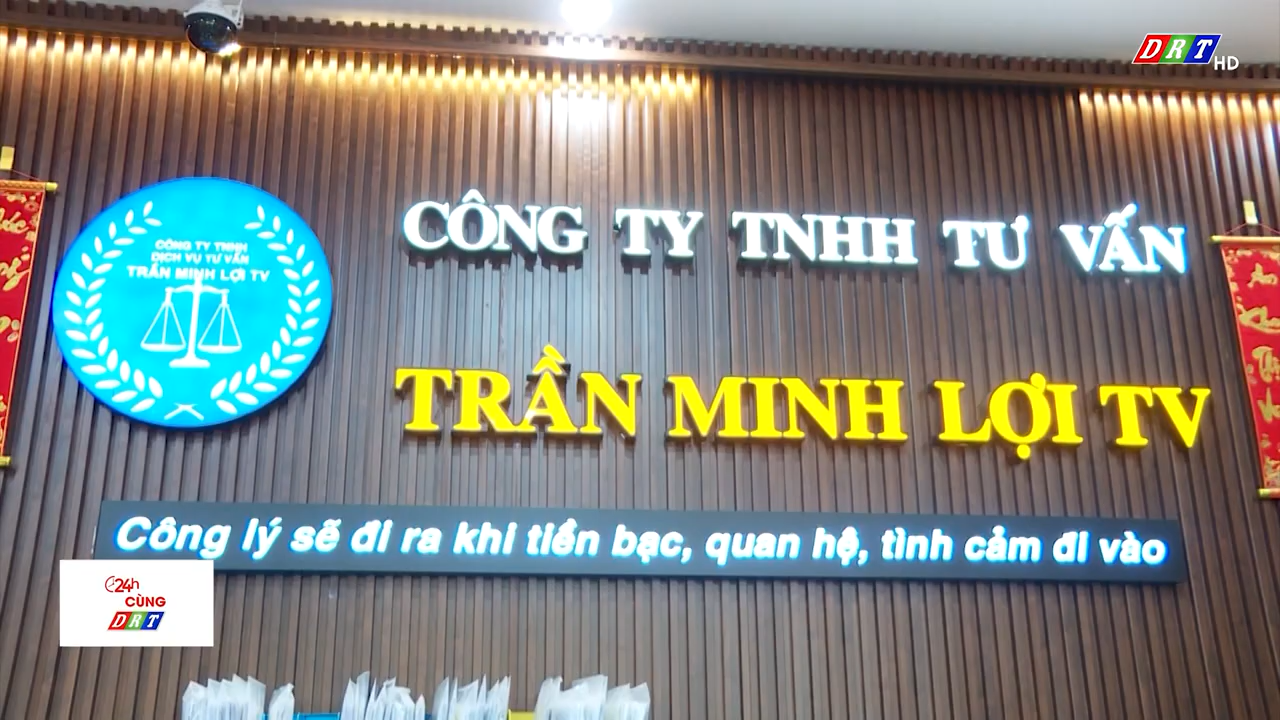 DRT HD
CÔNG TY TNHH TƯ VẤN
CÔNG TY TNHH
DỊCH VỤ TƯ VẤN
TRẦN MINH LỢI TV
TRẦN MINH LỢI TV
Công lý sẽ đi ra khi tiền bạc, quan hệ, tình cảm đi vào
24h
CÙNG
DRT